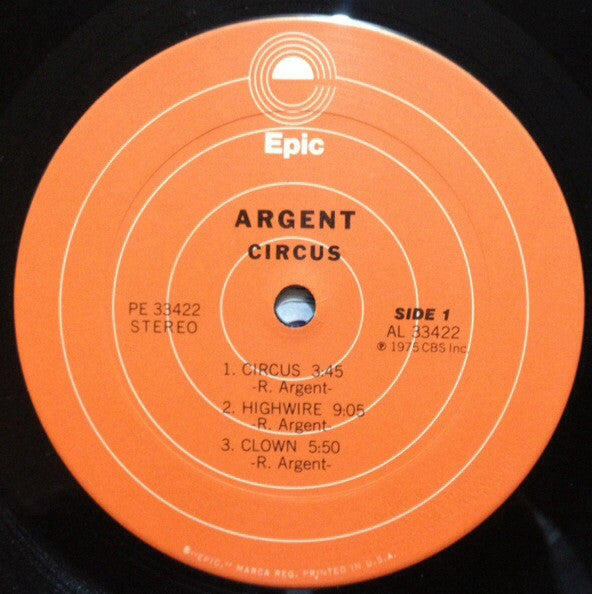 Epic
ARGENT
CIRCUS
PE 33422
STEREO
SIDE 1
AL 33422
℗ 1975 CBS Inc.
1. CIRCUS 3:45
-R. Argent-
2. HIGHWIRE 9:05
-R. Argent-
3. CLOWN 5:50
-R. Argent-
®"EPIC," MARCA REG. PRINTED IN U.S.A.